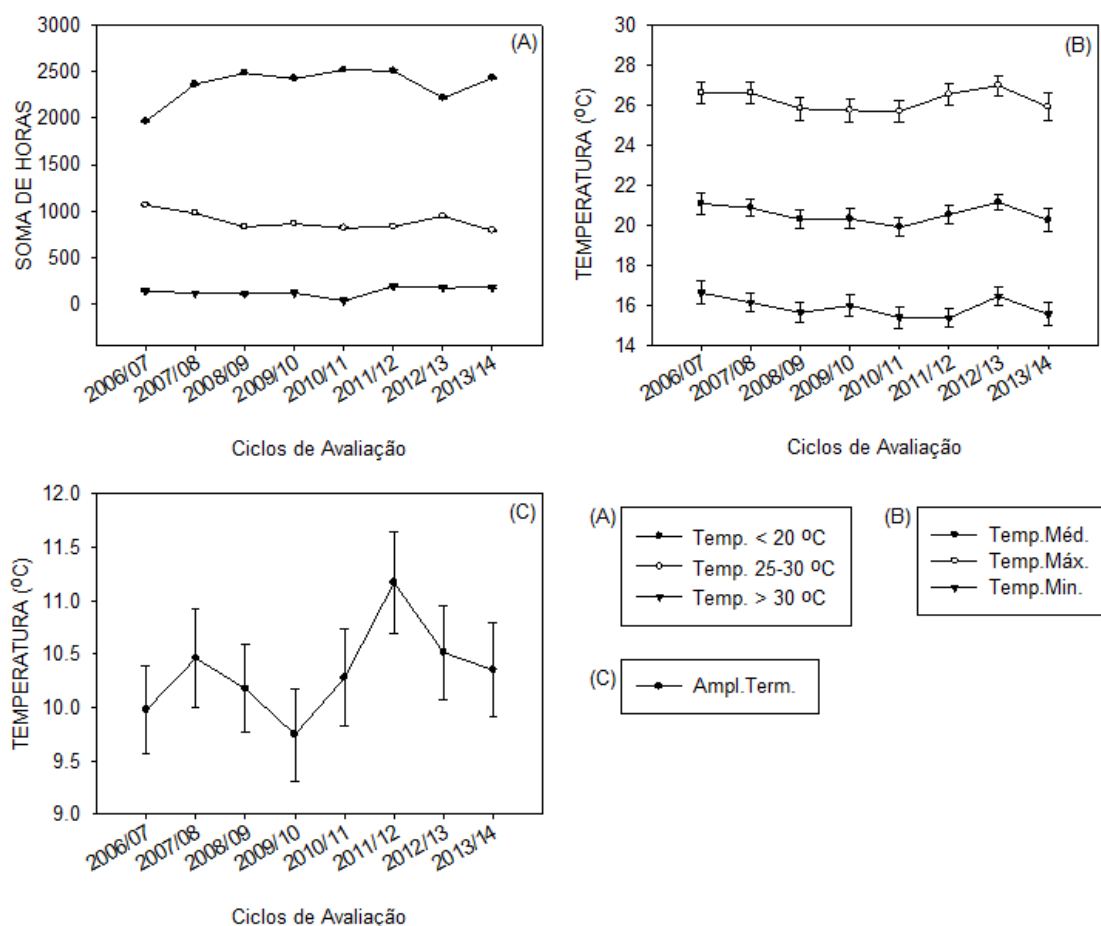 (A)
SOMA DE HORAS
3000
2500
2000
1500
1000
500
0
2006/07
2007/08
2008/09
2009/10
2010/11
2011/12
2012/13
2013/14
Ciclos de Avaliação
(B)
TEMPERATURA (ºC)
30
28
26
24
22
20
18
16
14
2006/07
2007/08
2008/09
2009/10
2010/11
2011/12
2012/13
2013/14
Ciclos de Avaliação
(C)
TEMPERATURA (ºC)
12.0
11.5
11.0
10.5
10.0
9.5
9.0
2006/07
2007/08
2008/09
2009/10
2010/11
2011/12
2012/13
2013/14
Ciclos de Avaliação
(A)
Temp. < 20 ºC
Temp. 25-30 ºC
Temp. > 30 ºC
(B)
Temp.Méd.
Temp.Máx.
Temp.Min.
(C)
Ampl.Term.